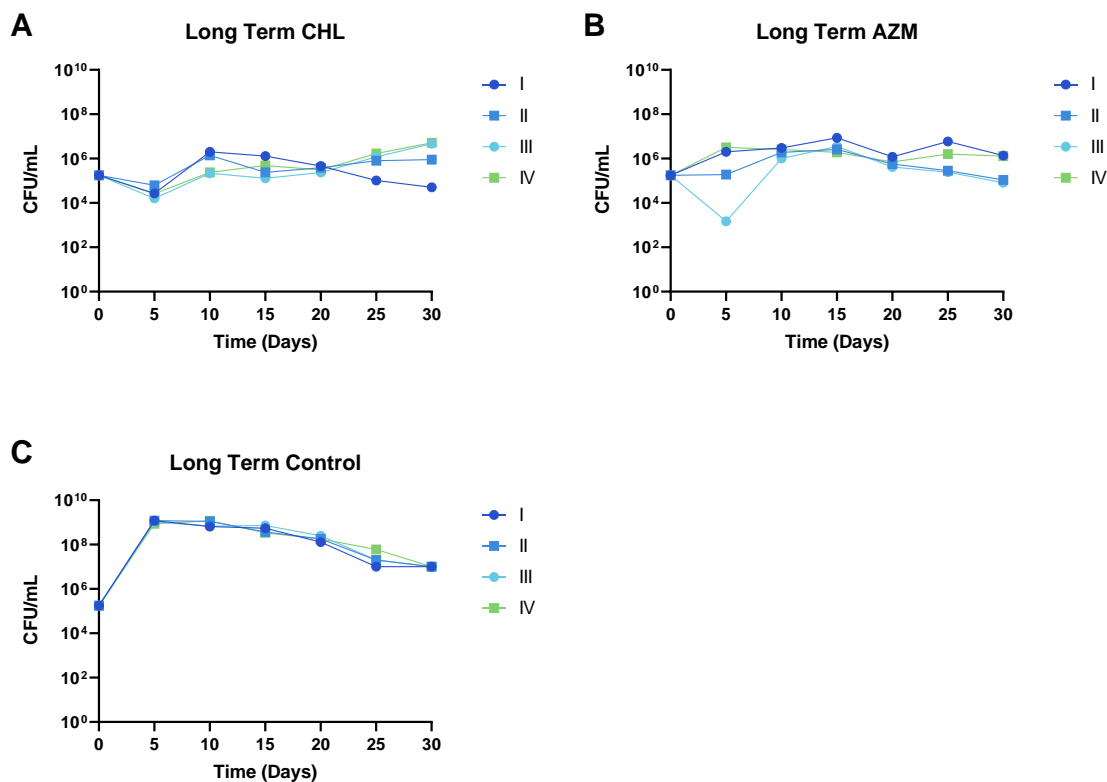 A
Long Term CHL
CFU/mL
10¹⁰
10⁸
10⁶
10⁴
10²
10⁰
0 5 10 15 20 25 30
Time (Days)
I
II
III
IV
B
Long Term AZM
CFU/mL
10¹⁰
10⁸
10⁶
10⁴
10²
10⁰
0 5 10 15 20 25 30
Time (Days)
I
II
III
IV
C
Long Term Control
CFU/mL
10¹⁰
10⁸
10⁶
10⁴
10²
10⁰
0 5 10 15 20 25 30
Time (Days)
I
II
III
IV